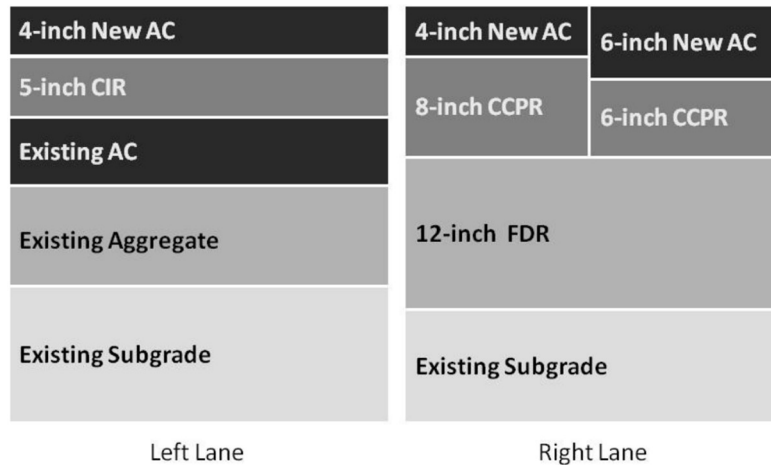 4-inch New AC
5-inch CIR
Existing AC
Existing Aggregate
Existing Subgrade
Left Lane
4-inch New AC
8-inch CCPR
6-inch New AC
6-inch CCPR
12-inch FDR
Existing Subgrade
Right Lane